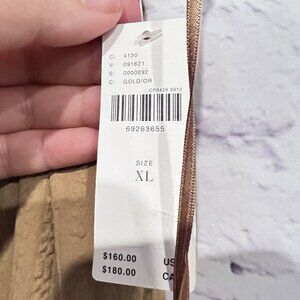 C: 4130
V: 091621
S: 0000092
C: GOLD/OR
CP0428 0012
69263655
SIZE
XL
$160.00 US
$180.00 CA